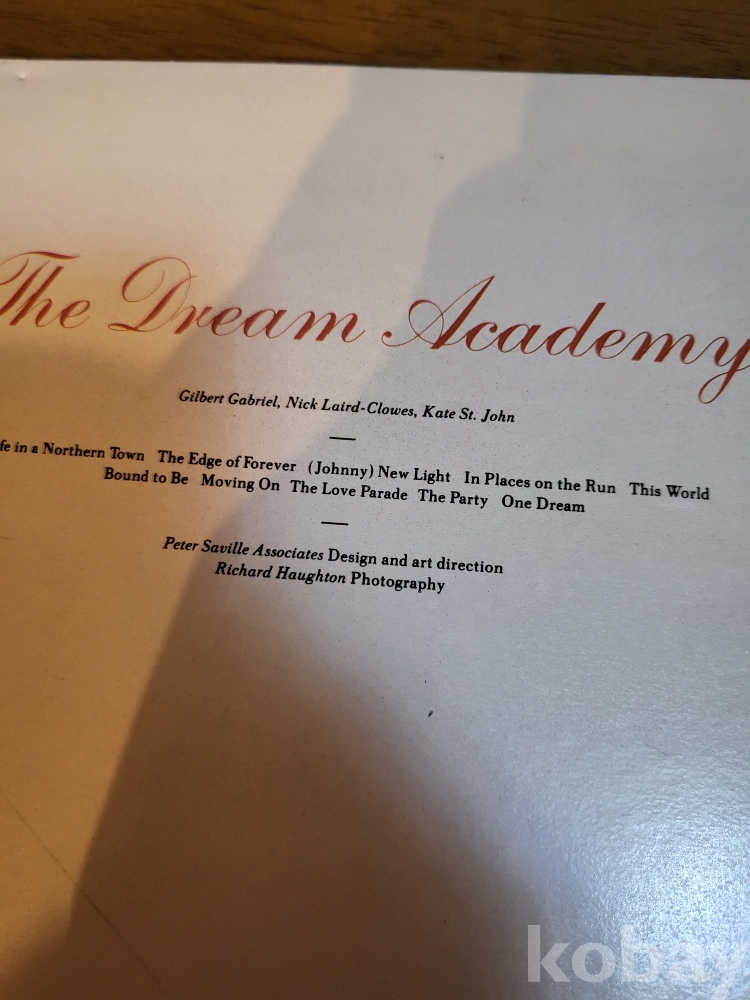 The Dream Academy
Gilbert Gabriel, Nick Laird-Clowes, Kate St. John
fe in a Northern Town The Edge of Forever (Johnny) New Light In Places on the Run This World
Bound to Be Moving On The Love Parade The Party One Dream
Peter Saville Associates Design and art direction
Richard Haughton Photography
kobay